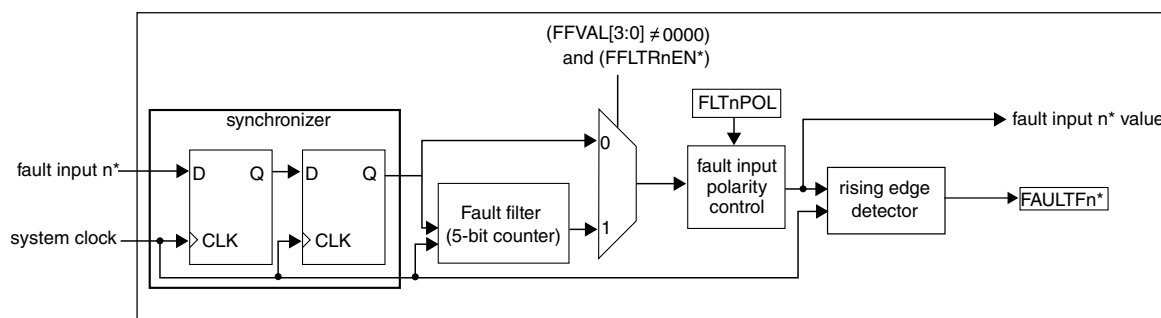 (FFVAL[3:0] ≠ 0000)
and (FFLTRnEN*)
FLTnPOL
synchronizer
fault input n*
D Q
D Q
0
fault input n* value
fault input
polarity
control
rising edge
detector
FAULTFn*
Fault filter
(5-bit counter)
1
system clock
CLK
CLK